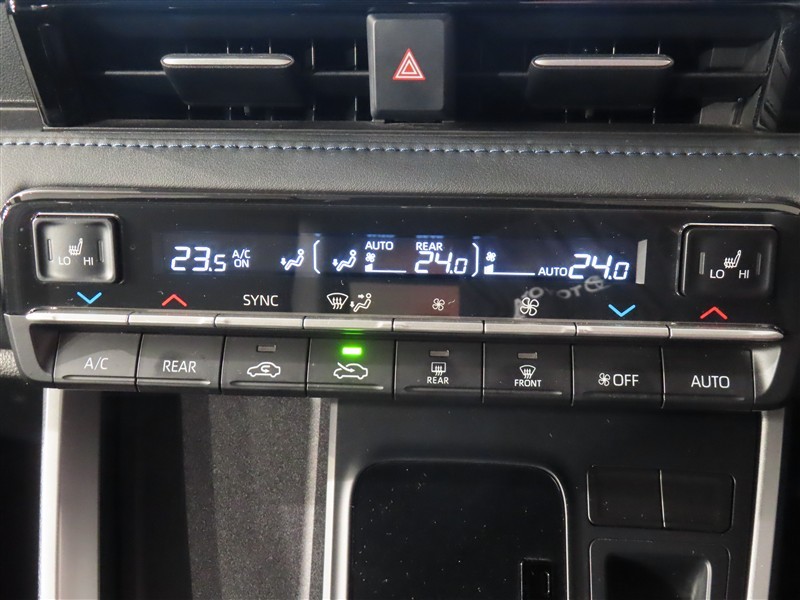 AUTO REAR
23.5 A/C ON 24.0 AUTO 24.0
LO HI
LO HI
SYNC
A/C REAR REAR FRONT OFF AUTO